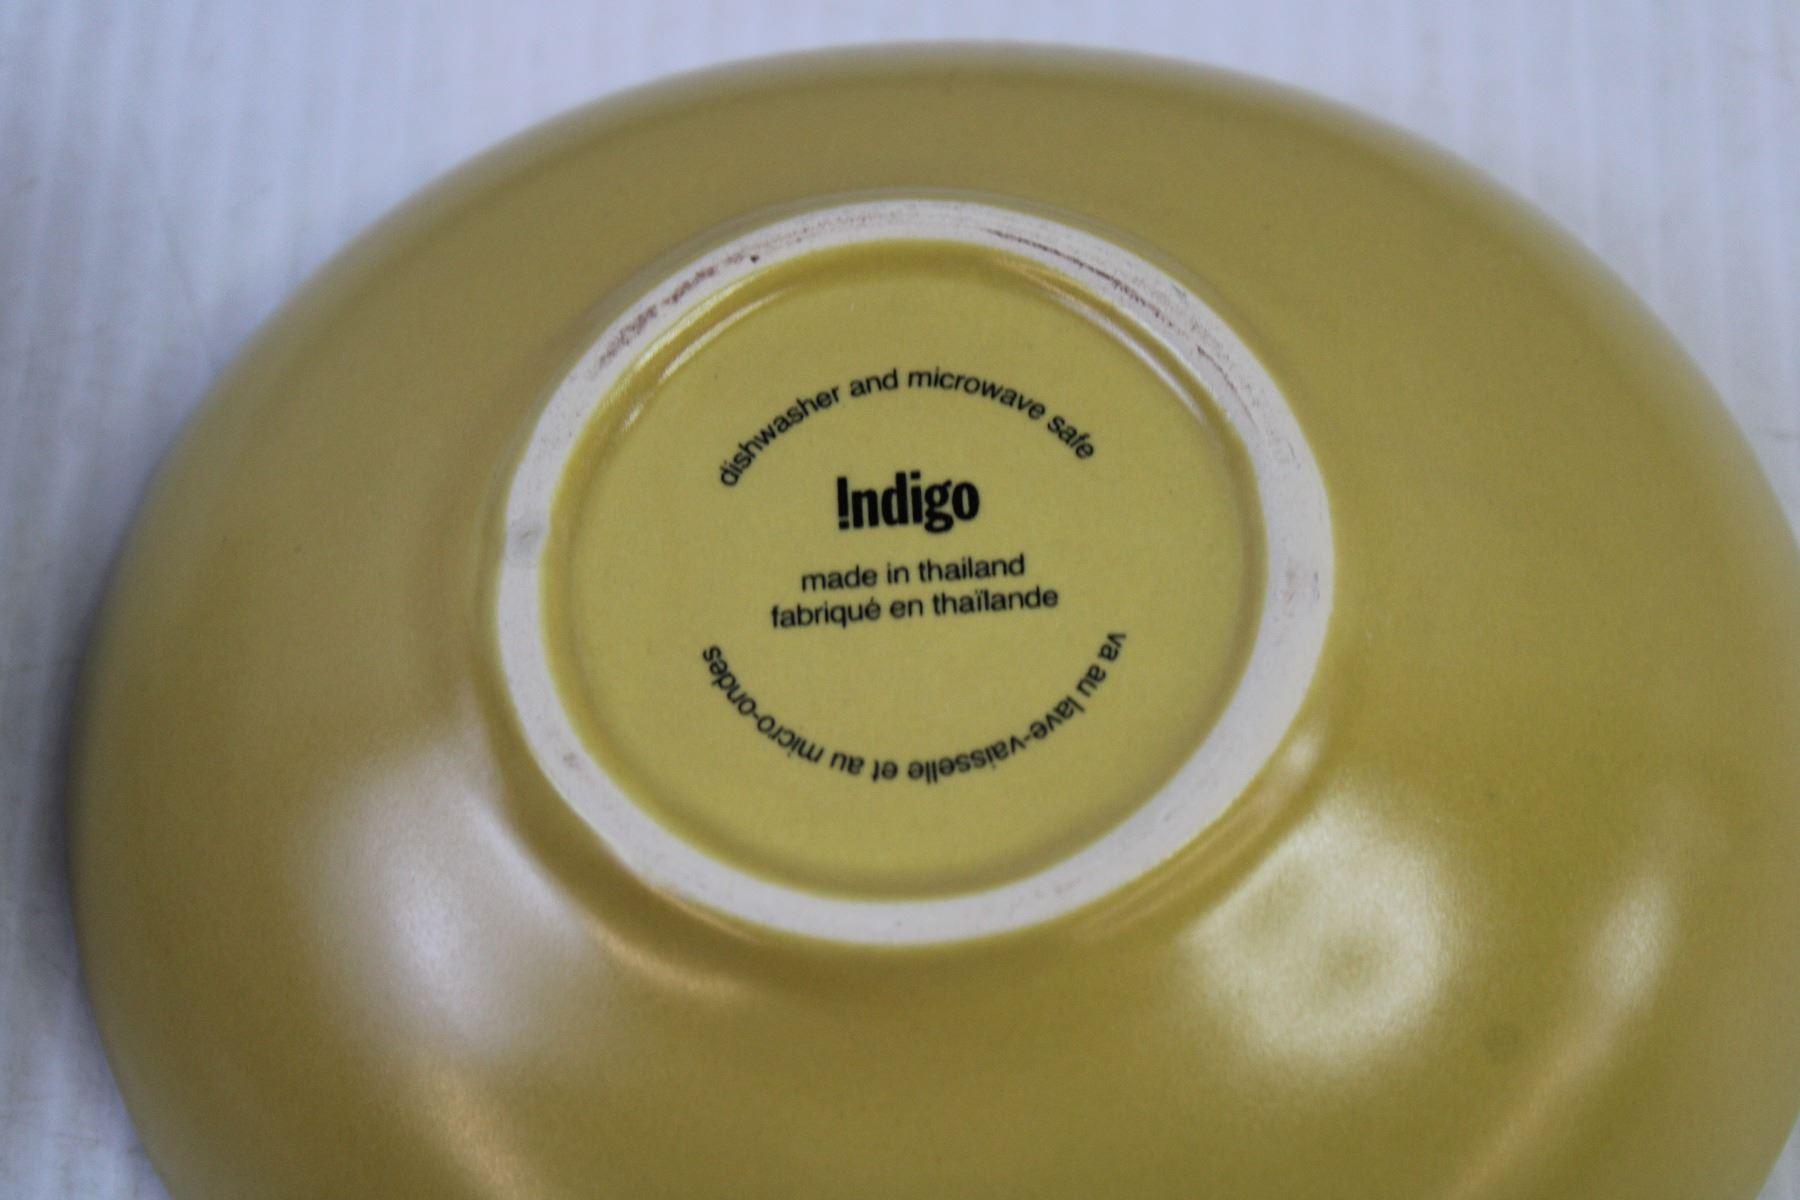 dishwasher and microwave safe
!ndigo
made in thailand
fabriqué en thaïlande
va au lave-vaisselle et au micro-ondes